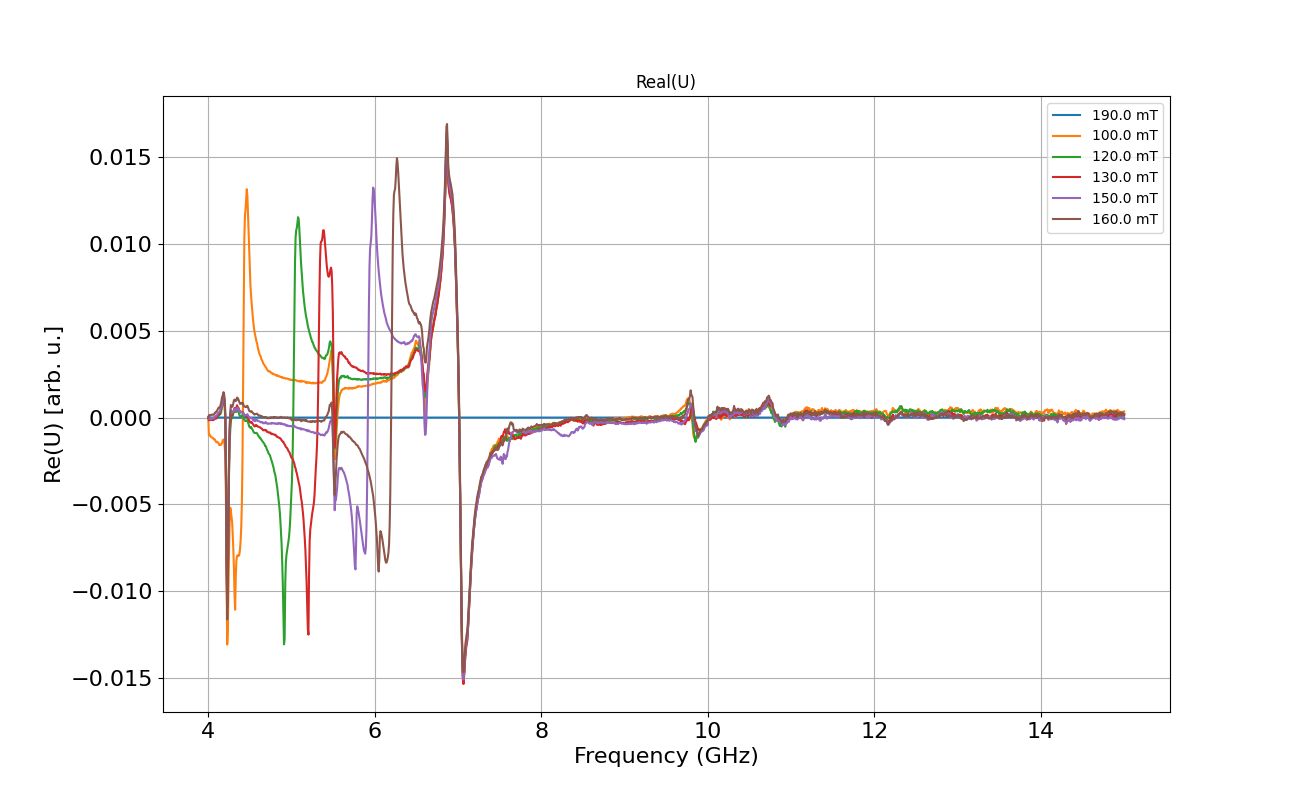 Real(U)
190.0 mT
100.0 mT
120.0 mT
130.0 mT
150.0 mT
160.0 mT
0.015
0.010
0.005
0.000
−0.005
−0.010
−0.015
Re(U) [arb. u.]
4 6 8 10 12 14
Frequency (GHz)